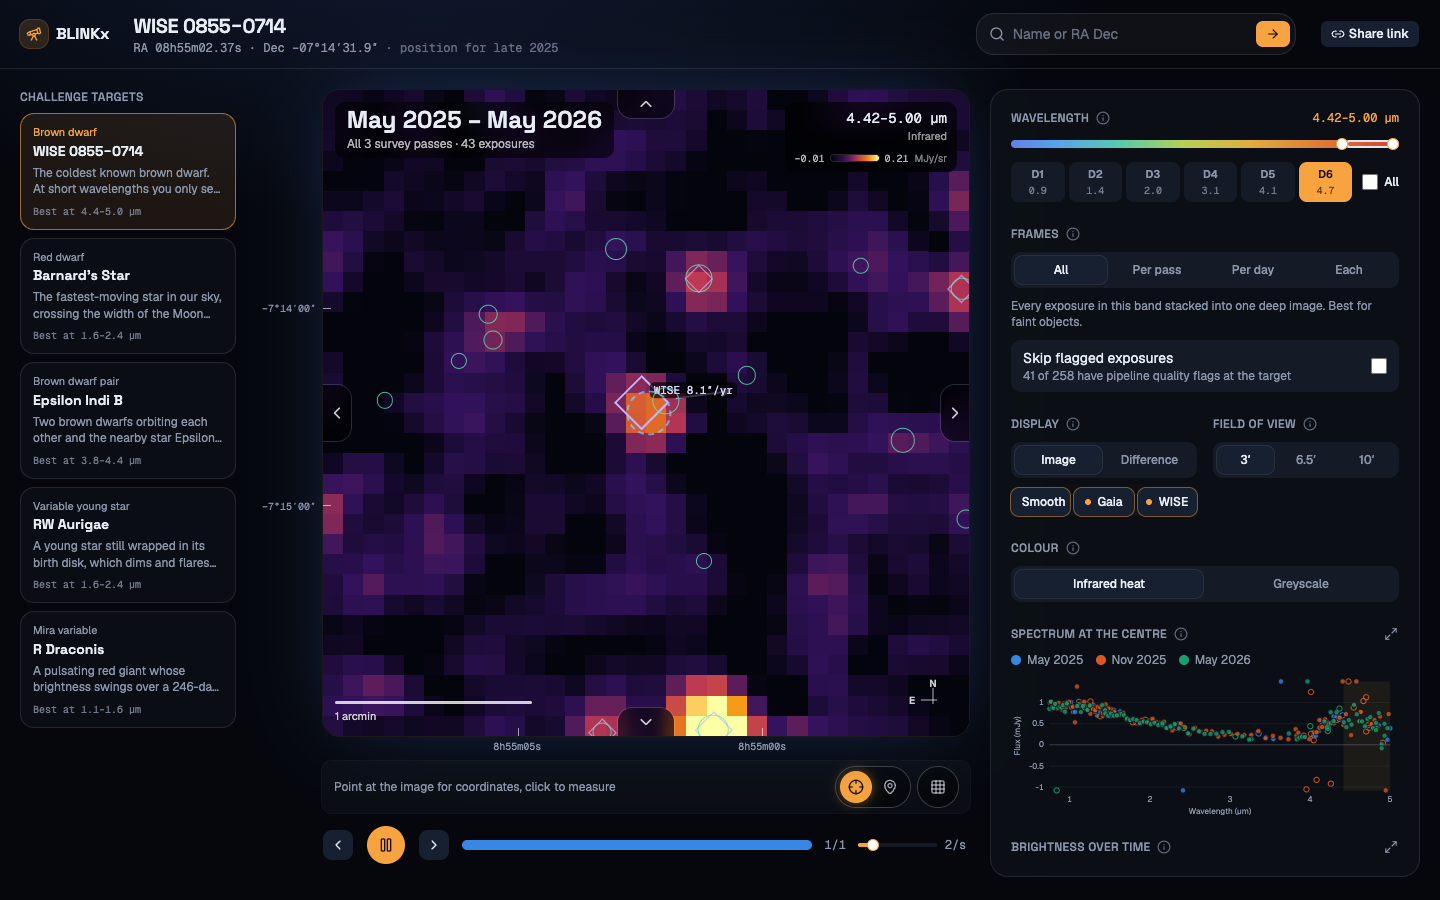 BLINKx
WISE 0855-0714
RA 08h55m02.37s · Dec −07°14′31.9″ · position for late 2025
Name or RA Dec
Share link
CHALLENGE TARGETS
Brown dwarf
WISE 0855-0714
The coldest known brown dwarf.
At short wavelengths you only se…
Best at 4.4–5.0 μm
Red dwarf
Barnard's Star
The fastest-moving star in our sky,
crossing the width of the Moon…
Best at 1.6–2.4 μm
Brown dwarf pair
Epsilon Indi B
Two brown dwarfs orbiting each
other and the nearby star Epsilon…
Best at 3.8–4.4 μm
Variable young star
RW Aurigae
A young star still wrapped in its
birth disk, which dims and flares…
Best at 1.6–2.4 μm
Mira variable
R Draconis
A pulsating red giant whose
brightness swings over a 246-da…
Best at 1.1–1.6 μm
May 2025 – May 2026
All 3 survey passes · 43 exposures
4.42–5.00 μm
Infrared
−0.01 0.21 MJy/sr
−7°14′00″
WISE 8.1″/yr
−7°15′00″
1 arcmin
N
E
8h55m05s 8h55m00s
Point at the image for coordinates, click to measure
1/1 2/s
WAVELENGTH 4.42–5.00 μm
D1 D2 D3 D4 D5 D6
0.9 1.4 2.0 3.1 4.1 4.7
All
FRAMES
All Per pass Per day Each
Every exposure in this band stacked into one deep image. Best for
faint objects.
Skip flagged exposures
41 of 258 have pipeline quality flags at the target
DISPLAY FIELD OF VIEW
Image Difference 3′ 6.5′ 10′
Smooth Gaia WISE
COLOUR
Infrared heat Greyscale
SPECTRUM AT THE CENTRE
May 2025 Nov 2025 May 2026
Flux (mJy)
1
0.5
0
−0.5
−1
1 2 3 4 5
Wavelength (μm)
BRIGHTNESS OVER TIME